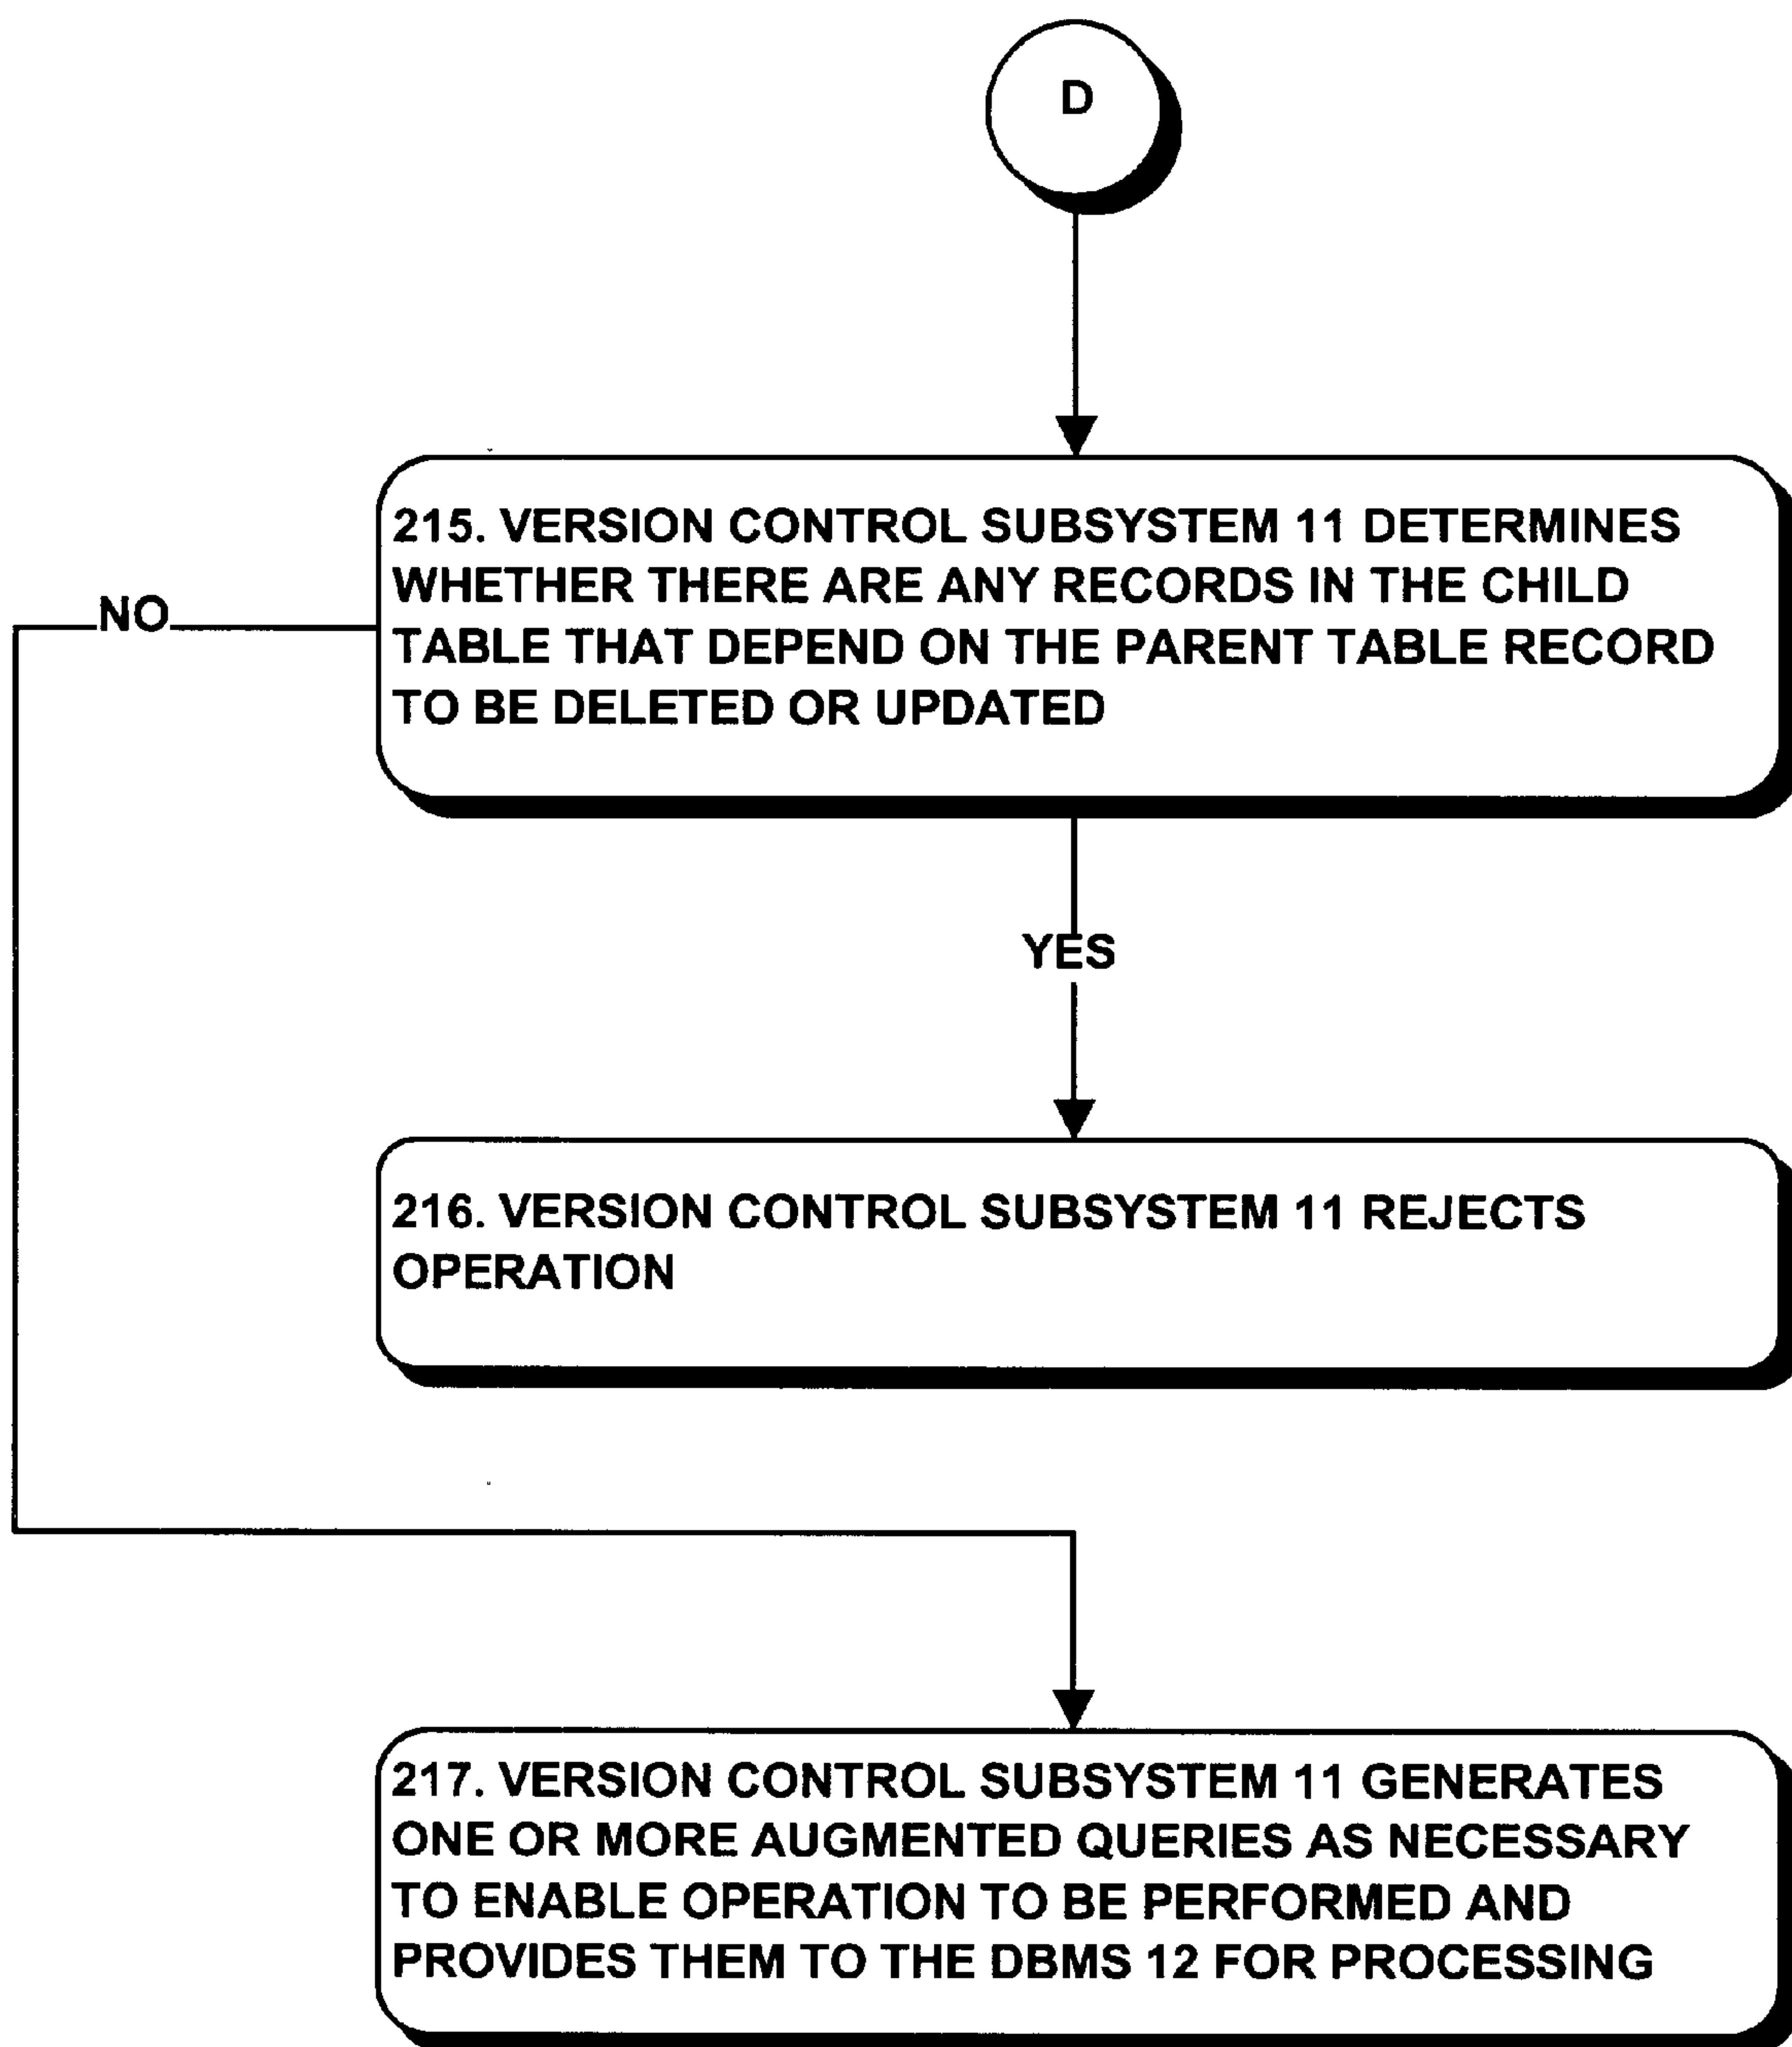 D
215. VERSION CONTROL SUBSYSTEM 11 DETERMINES
WHETHER THERE ARE ANY RECORDS IN THE CHILD
TABLE THAT DEPEND ON THE PARENT TABLE RECORD
TO BE DELETED OR UPDATED
NO
YES
216. VERSION CONTROL SUBSYSTEM 11 REJECTS
OPERATION
217. VERSION CONTROL SUBSYSTEM 11 GENERATES
ONE OR MORE AUGMENTED QUERIES AS NECESSARY
TO ENABLE OPERATION TO BE PERFORMED AND
PROVIDES THEM TO THE DBMS 12 FOR PROCESSING